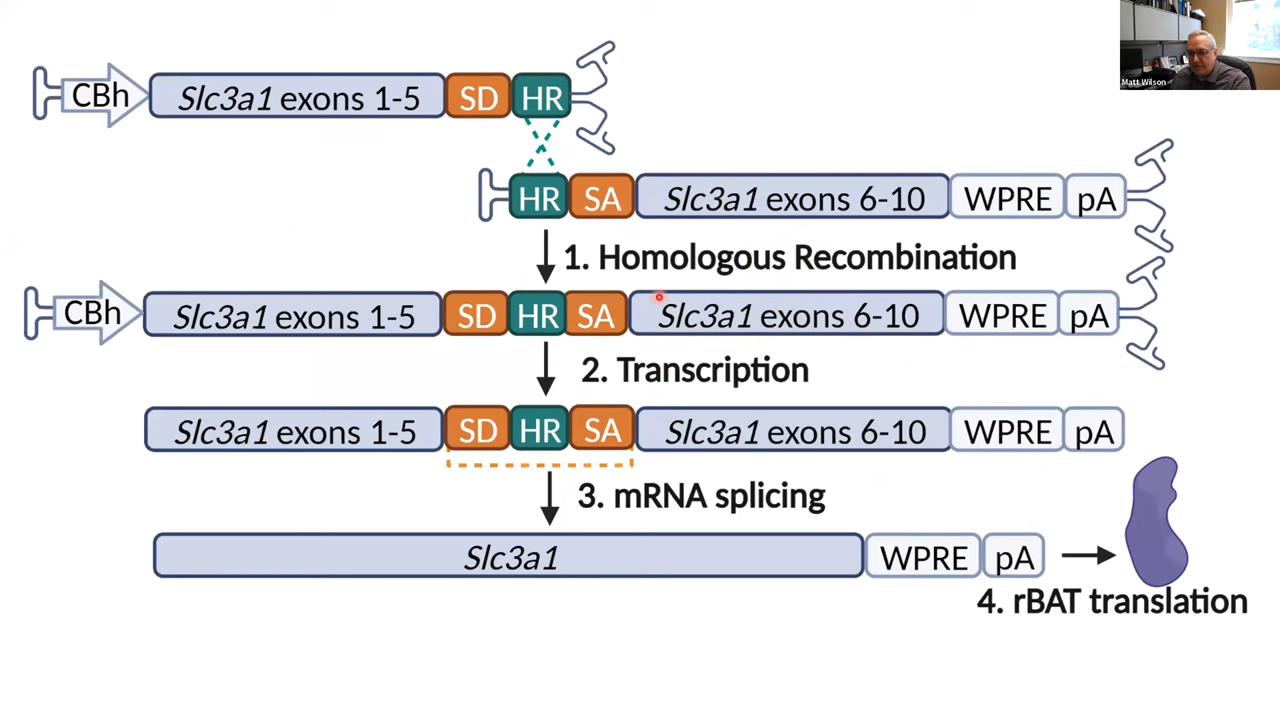 Matt Wilson
CBh Slc3a1 exons 1-5 SD HR
HR SA Slc3a1 exons 6-10 WPRE pA
1. Homologous Recombination
CBh Slc3a1 exons 1-5 SD HR SA Slc3a1 exons 6-10 WPRE pA
2. Transcription
Slc3a1 exons 1-5 SD HR SA Slc3a1 exons 6-10 WPRE pA
3. mRNA splicing
Slc3a1 WPRE pA
4. rBAT translation